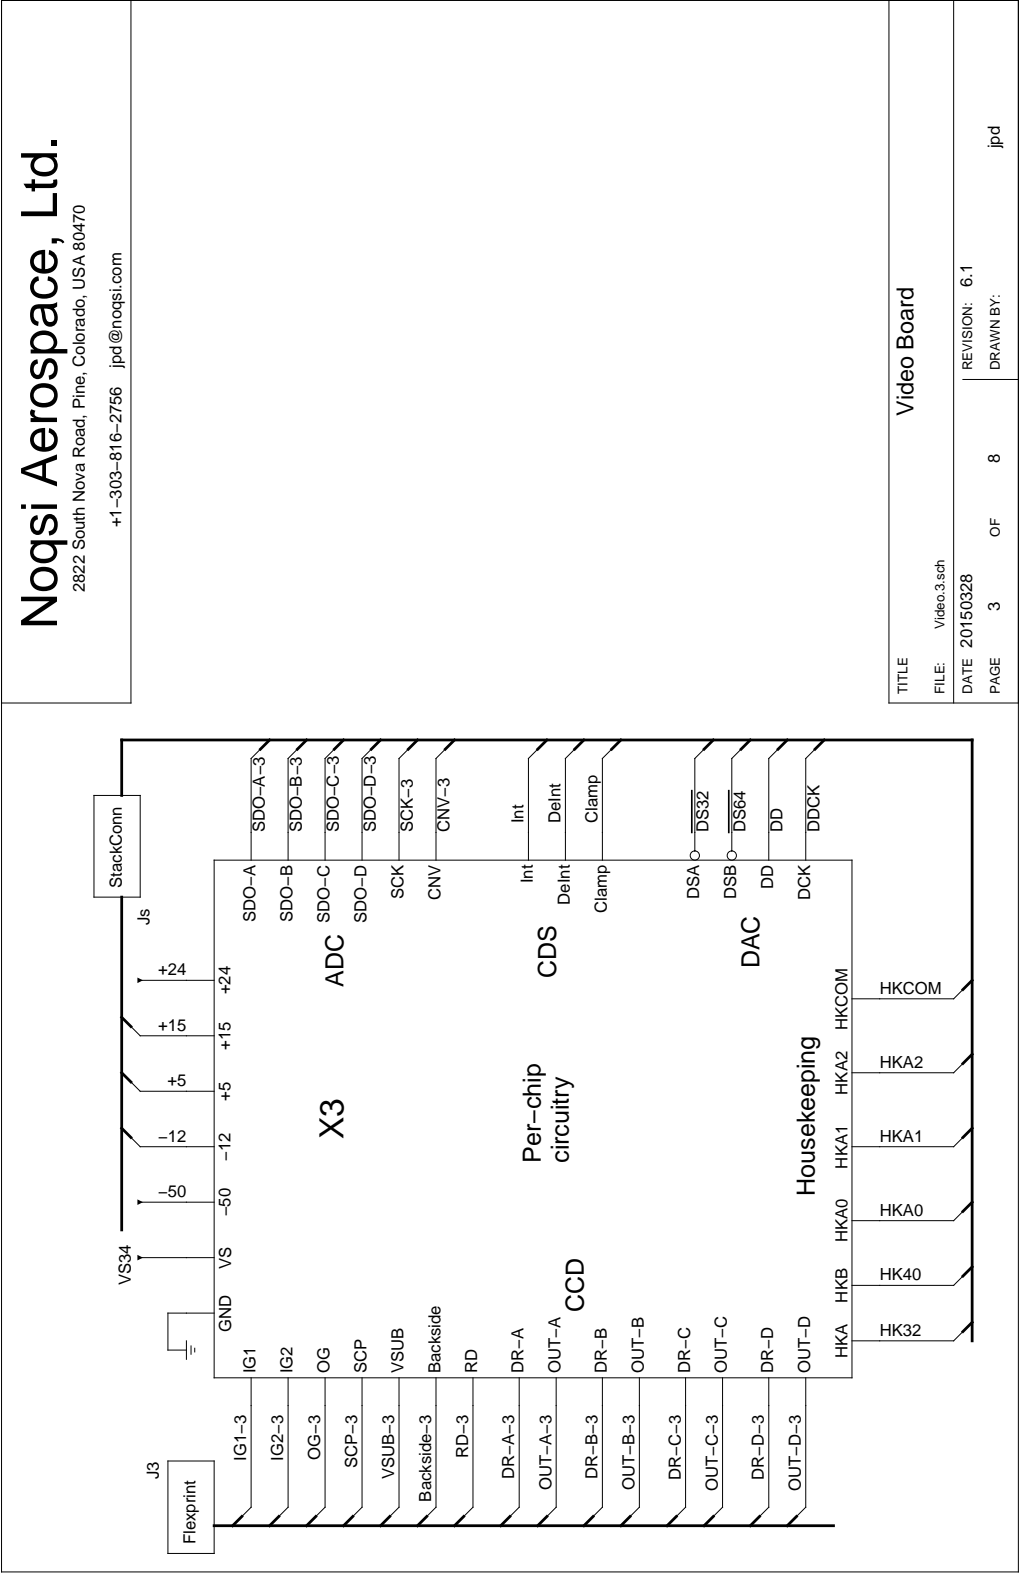 Noqsi Aerospace, Ltd.
2822 South Nova Road, Pine, Colorado, USA 80470
+1−303−816−2756 jpd@noqsi.com
J3
Flexprint
IG1−3
IG2−3
OG−3
SCP−3
VSUB−3
Backside−3
RD−3
DR−A−3
OUT−A−3
DR−B−3
OUT−B−3
DR−C−3
OUT−C−3
DR−D−3
OUT−D−3
IG1
IG2
OG
SCP
VSUB
Backside
RD
DR−A
OUT−A
DR−B
OUT−B
DR−C
OUT−C
DR−D
OUT−D
CCD
VS34
−50
−12
+5
+15
+24
GND
VS
−50
−12
+5
+15
+24
X3
Per−chip
circuitry
Housekeeping
HKA
HKB
HKA0
HKA1
HKA2
HKCOM
HK32
HK40
HKA0
HKA1
HKA2
HKCOM
Js
StackConn
ADC
SDO−A
SDO−B
SDO−C
SDO−D
SCK
CNV
SDO−A−3
SDO−B−3
SDO−C−3
SDO−D−3
SCK−3
CNV−3
CDS
Int
DeInt
Clamp
Int
DeInt
Clamp
DAC
DSA
DSB
DD
DCK
DS32
DS64
DD
DDCK
TITLE
Video Board
FILE: Video.3.sch
DATE 20150328
REVISION: 6.1
PAGE 3 OF 8
DRAWN BY: jpd